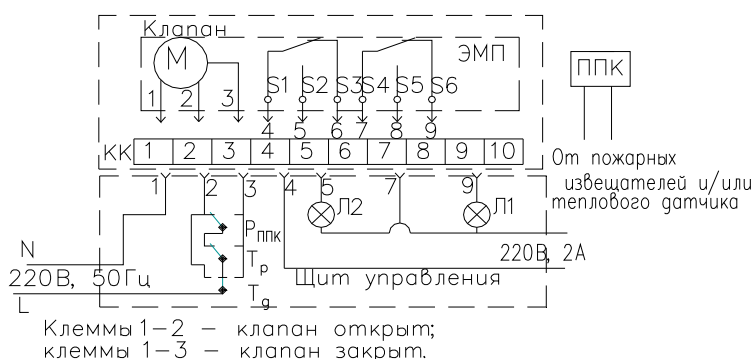 Клапан
ЭМП
М
S1 S2 S3 S4 S5 S6
1 2 3
4 5 6 7 8 9
ППК
КК 1 2 3 4 5 6 7 8 9 10
От пожарных
извещателей и/или
теплового датчика
1 2 3 4 5 7 9
Л2 Л1
Рппк
N
Тр
220В, 50Гц
220В, 2А
Щит управления
Тg
L
Клеммы 1-2 - клапан открыт;
клеммы 1-3 - клапан закрыт.